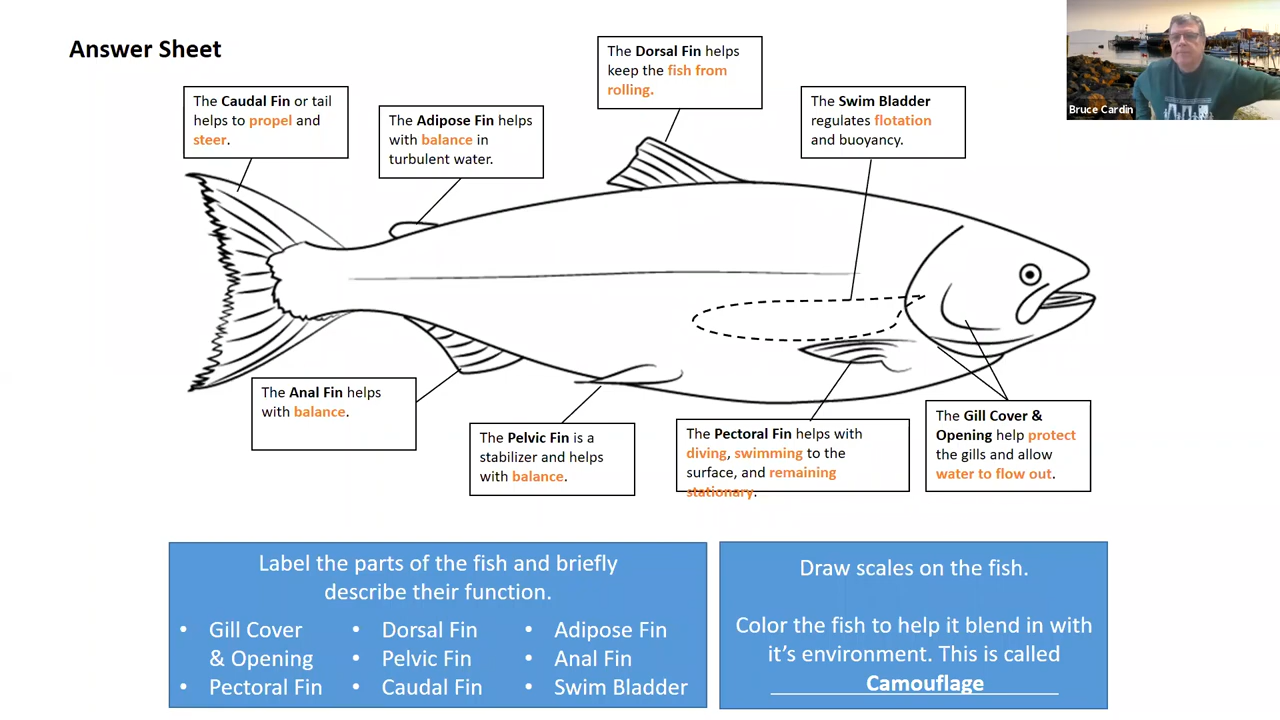 Answer Sheet
The Dorsal Fin helps
keep the fish from
rolling.
Bruce Cardin
The Caudal Fin or tail
helps to propel and
steer.
The Adipose Fin helps
with balance in
turbulent water.
The Swim Bladder
regulates flotation
and buoyancy.
The Anal Fin helps
with balance.
The Pelvic Fin is a
stabilizer and helps
with balance.
The Pectoral Fin helps with
diving, swimming to the
surface, and remaining
stationary.
The Gill Cover &
Opening help protect
the gills and allow
water to flow out.
Label the parts of the fish and briefly
describe their function.
• Gill Cover
& Opening
• Pectoral Fin
• Dorsal Fin
• Pelvic Fin
• Caudal Fin
• Adipose Fin
• Anal Fin
• Swim Bladder
Draw scales on the fish.
Color the fish to help it blend in with
it's environment. This is called
Camouflage